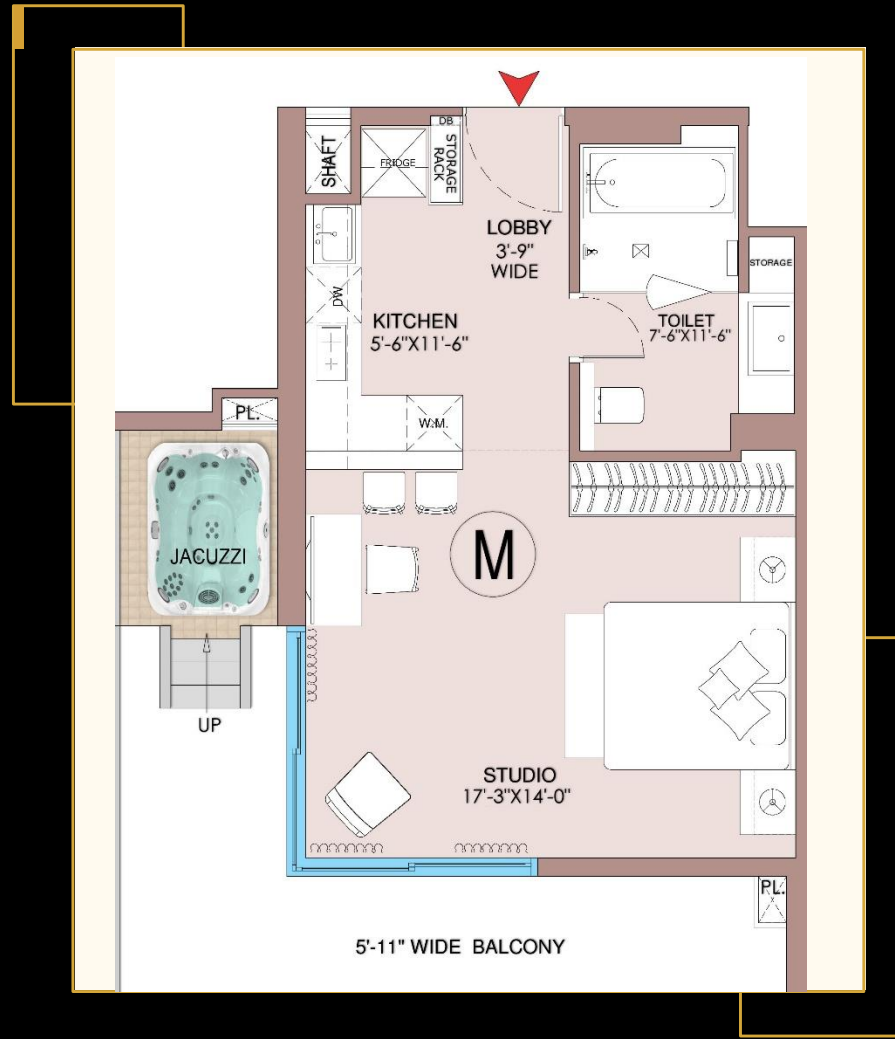 DB
SHAFT
FRIDGE
STORAGE
RACK
LOBBY
3'-9"
WIDE
STORAGE
DW
KITCHEN
5'-6"X11'-6"
TOILET
7'-6"X11'-6"
PL.
W.M.
JACUZZI
M
UP
STUDIO
17'-3"X14'-0"
PL.
5'-11" WIDE BALCONY